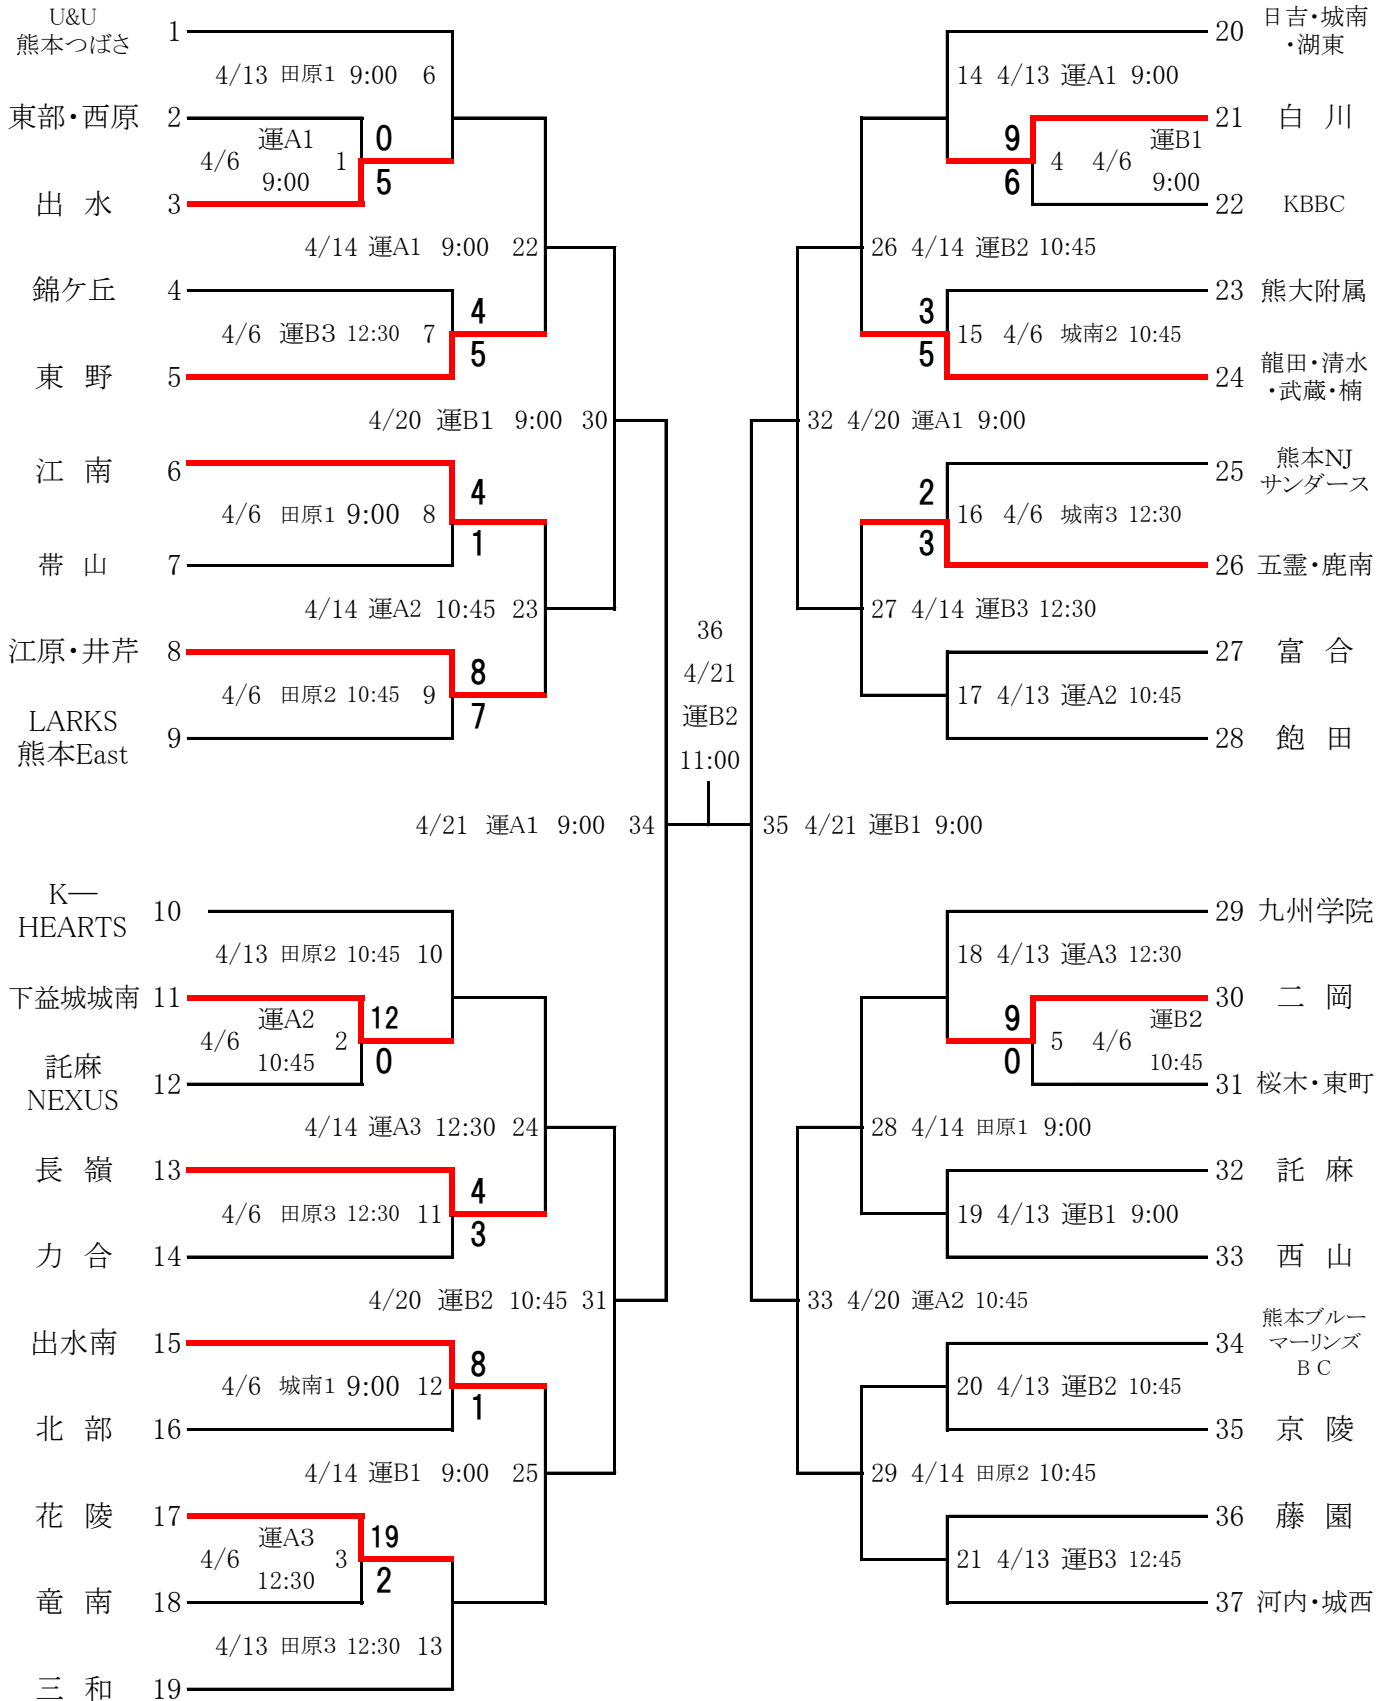 U&U
熊本つばさ 1
4/13 田原1 9:00 6
東部・西原 2
運A1
4/6 1
9:00
0
5
出 水 3
4/14 運A1 9:00 22
錦ケ丘 4
4/6 運B3 12:30 7
4
5
東 野 5
4/20 運B1 9:00 30
江 南 6
4/6 田原1 9:00 8
4
1
帯 山 7
4/14 運A2 10:45 23
江原・井芹 8
4/6 田原2 10:45 9
8
7
LARKS
熊本East 9
4/21 運A1 9:00 34
K―
HEARTS 10
4/13 田原2 10:45 10
下益城城南 11
運A2
4/6 2
10:45
12
0
託麻
NEXUS 12
4/14 運A3 12:30 24
長 嶺 13
4/6 田原3 12:30 11
4
3
力 合 14
4/20 運B2 10:45 31
出水南 15
4/6 城南1 9:00 12
8
1
北 部 16
4/14 運B1 9:00 25
花 陵 17
運A3
4/6 3
12:30
19
2
竜 南 18
4/13 田原3 12:30 13
三 和 19
36
4/21
運B2
11:00
20 日吉・城南
・湖東
14 4/13 運A1 9:00
21 白 川
9
6
運B1
4 4/6
9:00
22 KBBC
26 4/14 運B2 10:45
23 熊大附属
3
5
15 4/6 城南2 10:45
24 龍田・清水
・武蔵・楠
32 4/20 運A1 9:00
25 熊本NJ
サンダース
2
3
16 4/6 城南3 12:30
26 五霊・鹿南
27 4/14 運B3 12:30
27 富 合
17 4/13 運A2 10:45
28 飽 田
35 4/21 運B1 9:00
29 九州学院
18 4/13 運A3 12:30
30 二 岡
9
0
運B2
5 4/6
10:45
31 桜木・東町
28 4/14 田原1 9:00
32 託 麻
19 4/13 運B1 9:00
33 西 山
33 4/20 運A2 10:45
34 熊本ブルー
マーリンズ
B C
20 4/13 運B2 10:45
35 京 陵
29 4/14 田原2 10:45
36 藤 園
21 4/13 運B3 12:45
37 河内・城西